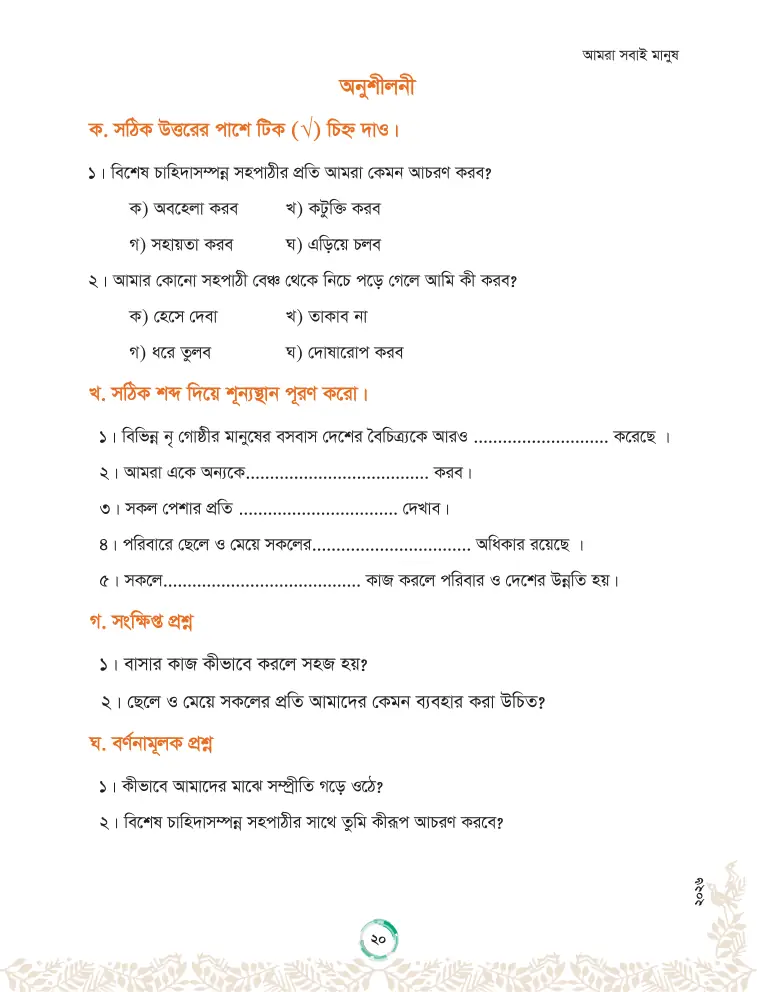 আমরা সবাই মানুষ
অনুশীলনী
ক. সঠিক উত্তরের পাশে টিক (√) চিহ্ন দাও।
১। বিশেষ চাহিদাসম্পন্ন সহপাঠীর প্রতি আমরা কেমন আচরণ করব?
ক) অবহেলা করব খ) কটুক্তি করব
গ) সহায়তা করব ঘ) এড়িয়ে চলব
২। আমার কোনো সহপাঠী বেঞ্চ থেকে নিচে পড়ে গেলে আমি কী করব?
ক) হেসে দেবা খ) তাকাব না
গ) ধরে তুলব ঘ) দোষারোপ করব
খ. সঠিক শব্দ দিয়ে শূন্যস্থান পূরণ করো।
১। বিভিন্ন নৃ গোষ্ঠীর মানুষের বসবাস দেশের বৈচিত্র্যকে আরও ............................ করেছে ।
২। আমরা একে অন্যকে...................................... করব।
৩। সকল পেশার প্রতি ................................. দেখাব।
৪। পরিবারে ছেলে ও মেয়ে সকলের................................. অধিকার রয়েছে ।
৫। সকলে......................................... কাজ করলে পরিবার ও দেশের উন্নতি হয়।
গ. সংক্ষিপ্ত প্রশ্ন
১। বাসার কাজ কীভাবে করলে সহজ হয়?
২। ছেলে ও মেয়ে সকলের প্রতি আমাদের কেমন ব্যবহার করা উচিত?
ঘ. বর্ণনামূলক প্রশ্ন
১। কীভাবে আমাদের মাঝে সম্প্রীতি গড়ে ওঠে?
২। বিশেষ চাহিদাসম্পন্ন সহপাঠীর সাথে তুমি কীরূপ আচরণ করবে?
২০২৬
২০